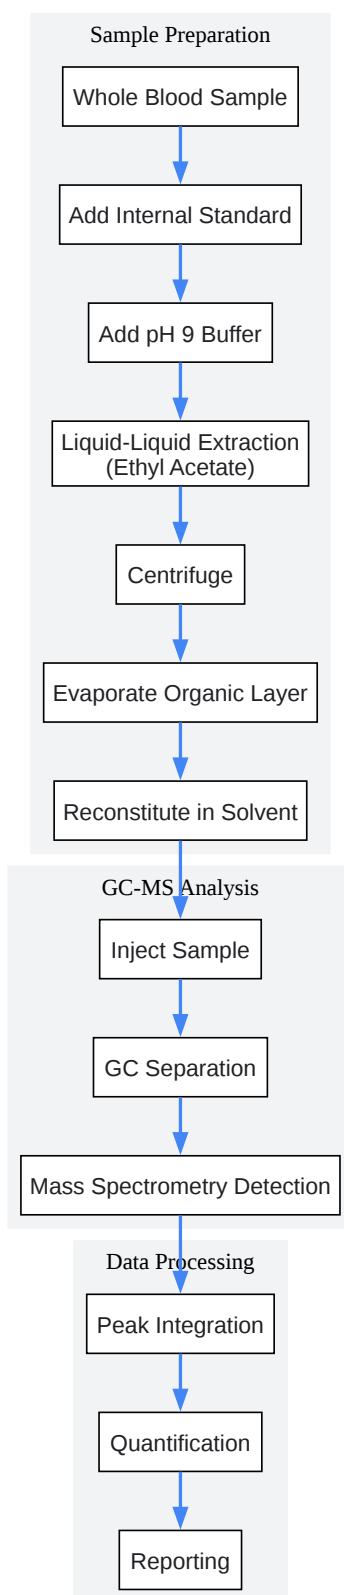 Sample Preparation
Whole Blood Sample
Add Internal Standard
Add pH 9 Buffer
Liquid-Liquid Extraction
(Ethyl Acetate)
Centrifuge
Evaporate Organic Layer
Reconstitute in Solvent
GC-MS Analysis
Inject Sample
GC Separation
Mass Spectrometry Detection
Data Processing
Peak Integration
Quantification
Reporting